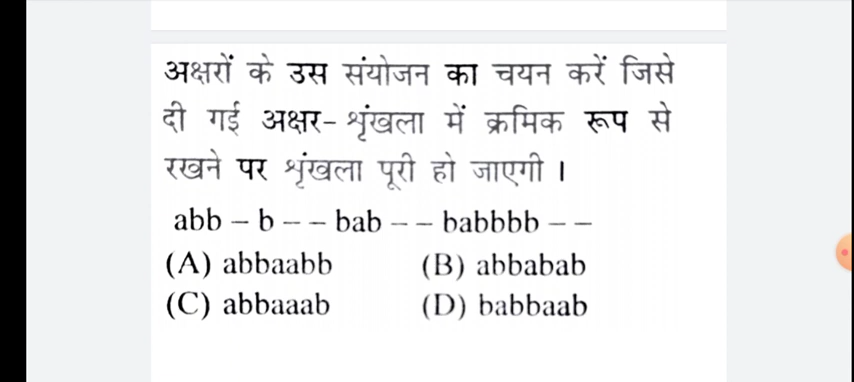 अक्षरों के उस संयोजन का चयन करें जिसे
दी गई अक्षर- शृंखला में क्रमिक रूप से
रखने पर शृंखला पूरी हो जाएगी ।
abb – b – – bab – – babbbb – –
(A) abbaabb (B) abbabab
(C) abbaaab (D) babbaab